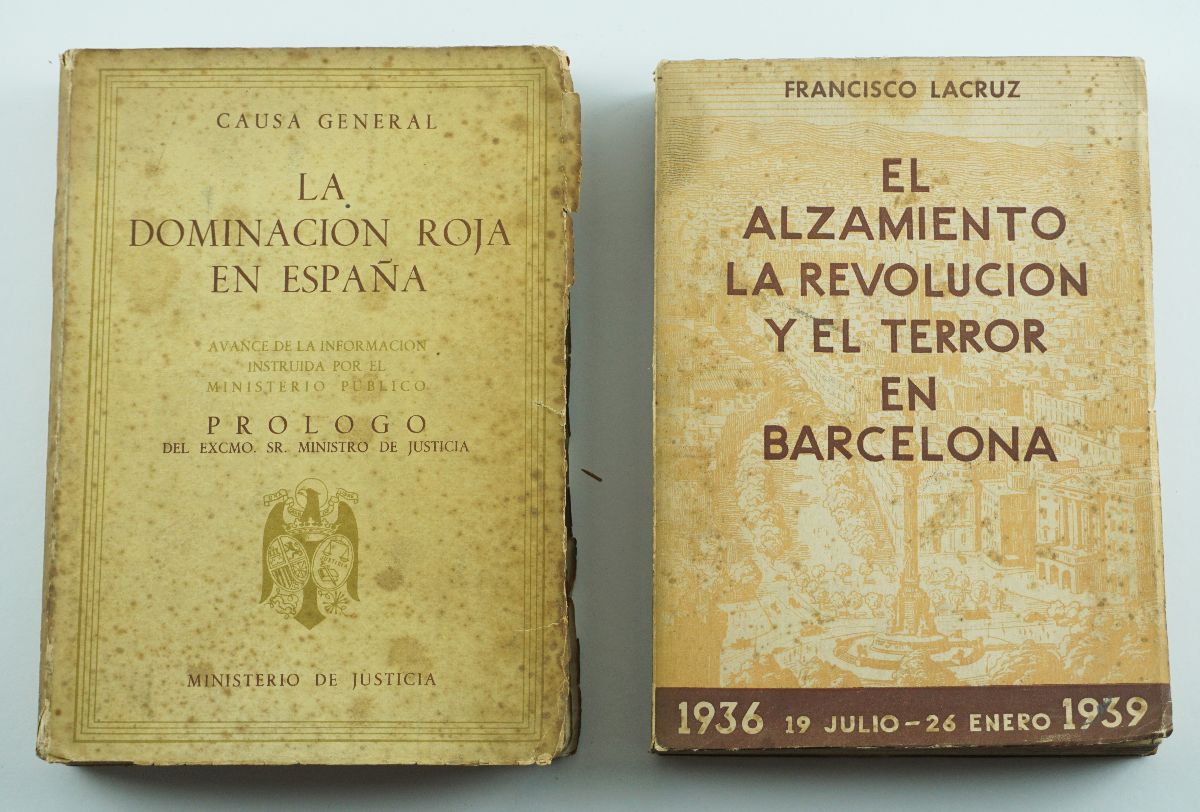 CAUSA GENERAL
LA
DOMINACION ROJA
EN ESPAÑA
AVANCE DE LA INFORMACION
INSTRUIDA POR EL
MINISTERIO PUBLICO
PROLOGO
DEL EXCMO. SR. MINISTRO DE JUSTICIA
MINISTERIO DE JUSTICIA
FRANCISCO LACRUZ
EL
ALZAMIENTO
LA REVOLUCION
Y EL TERROR
EN
BARCELONA
1936 19 JULIO – 26 ENERO 1939